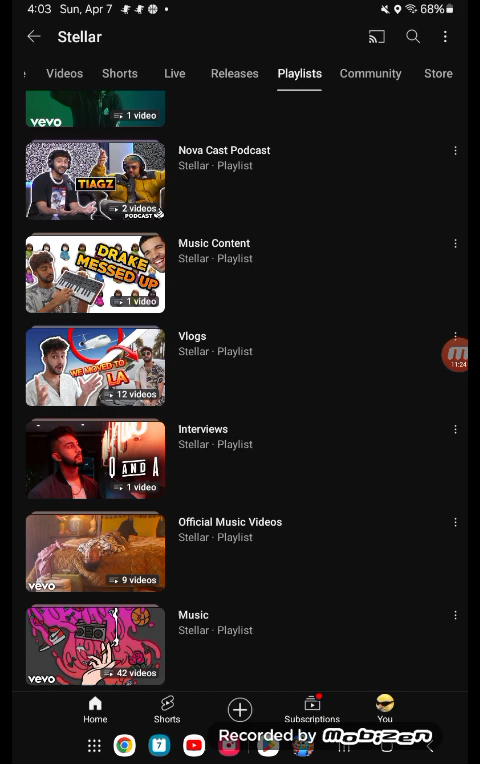 4:03 Sun, Apr 7
68%
Stellar
Videos Shorts Live Releases Playlists Community Store
vevo
1 video
Nova Cast Podcast
Stellar · Playlist
TIAGZ
2 videos
PODCAST
Music Content
Stellar · Playlist
DRAKE
MESSED UP
1 video
Vlogs
Stellar · Playlist
WE MOVED TO
LA
12 videos
11:24
Interviews
Stellar · Playlist
Q AND A
1 video
Official Music Videos
Stellar · Playlist
9 videos
vevo
Music
Stellar · Playlist
42 videos
vevo
Home Shorts Subscriptions You
7
Recorded by Mobizen